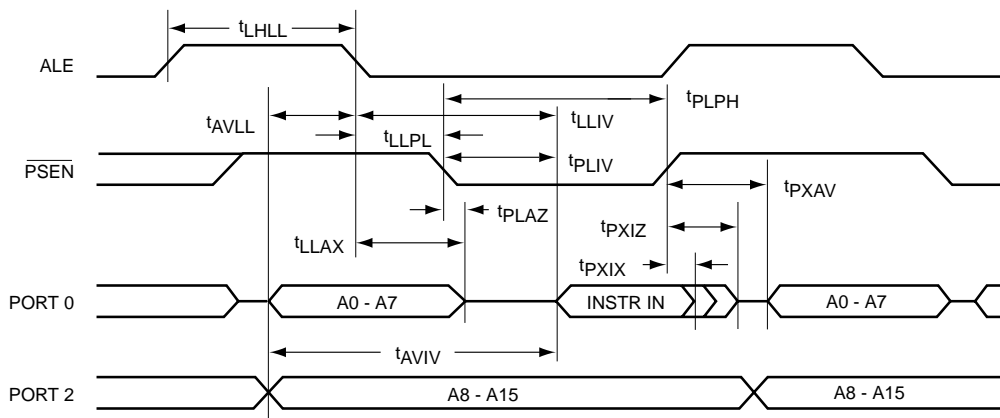 tLHLL
ALE
tPLPH
tAVLL
tLLIV
tLLPL
PSEN
tPLIV
tPXAV
tPLAZ
tPXIZ
tLLAX
tPXIX
PORT 0
A0 - A7
INSTR IN
A0 - A7
tAVIV
PORT 2
A8 - A15
A8 - A15